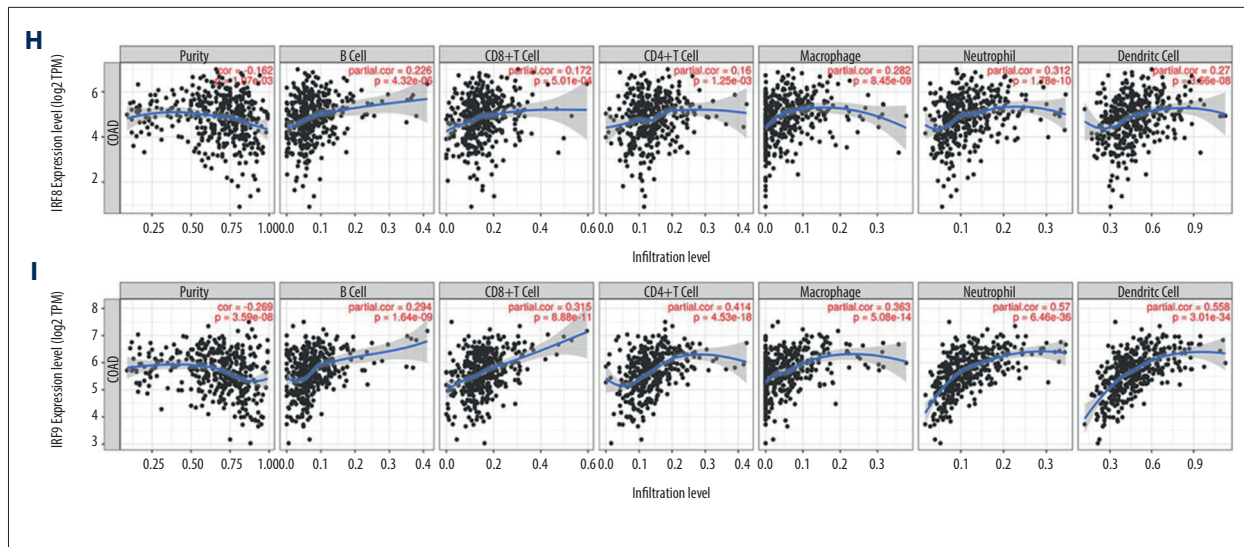 H
Purity
B Cell
CD8+T Cell
CD4+T Cell
Macrophage
Neutrophil
Dendritc Cell
IRF8 Expression level (log2 TPM)
COAD
6
4
2
cor = -0.162
partial.cor = 0.226
p = 4.32e-06
partial.cor = 0.172
p = 5.01e-04
partial.cor = 0.16
p = 1.25e-03
partial.cor = 0.282
p = 8.45e-09
partial.cor = 0.312
p = 1.78e-10
partial.cor = 0.27
0.25 0.50 0.75 1.00
0.0 0.1 0.2 0.3 0.4
0.0 0.2 0.4 0.6
0.0 0.1 0.2 0.3 0.4
0.0 0.1 0.2 0.3
0.1 0.2 0.3
0.3 0.6 0.9
Infiltration level
I
Purity
B Cell
CD8+T Cell
CD4+T Cell
Macrophage
Neutrophil
Dendritc Cell
IRF9 Expression level (log2 TPM)
COAD
8
7
6
5
4
3
cor = -0.269
p = 3.59e-08
partial.cor = 0.294
p = 1.64e-09
partial.cor = 0.315
p = 8.88e-11
partial.cor = 0.414
p = 4.53e-18
partial.cor = 0.363
p = 5.08e-14
partial.cor = 0.57
p = 6.46e-36
partial.cor = 0.558
p = 3.01e-34
0.25 0.50 0.75 1.00
0.0 0.1 0.2 0.3 0.4
0.0 0.2 0.4 0.6
0.0 0.1 0.2 0.3 0.4
0.0 0.1 0.2 0.3
0.1 0.2 0.3
0.3 0.6 0.9
Infiltration level